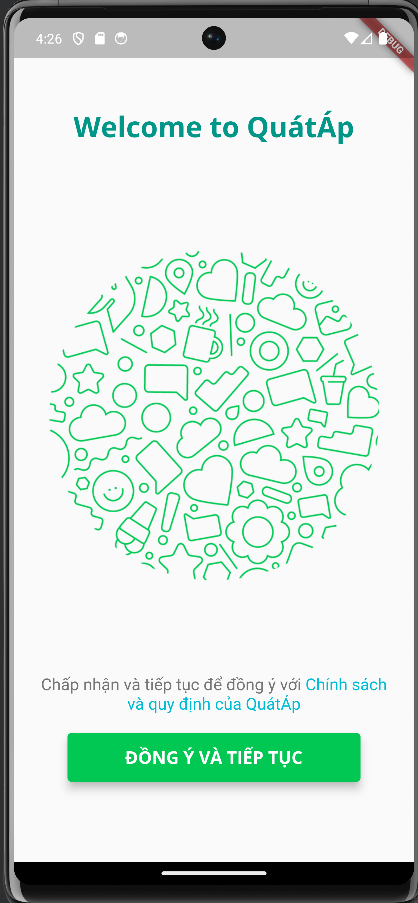 4:26
DEBUG
Welcome to QuátÁp
Chấp nhận và tiếp tục để đồng ý với Chính sách
và quy định của QuátÁp
ĐỒNG Ý VÀ TIẾP TỤC